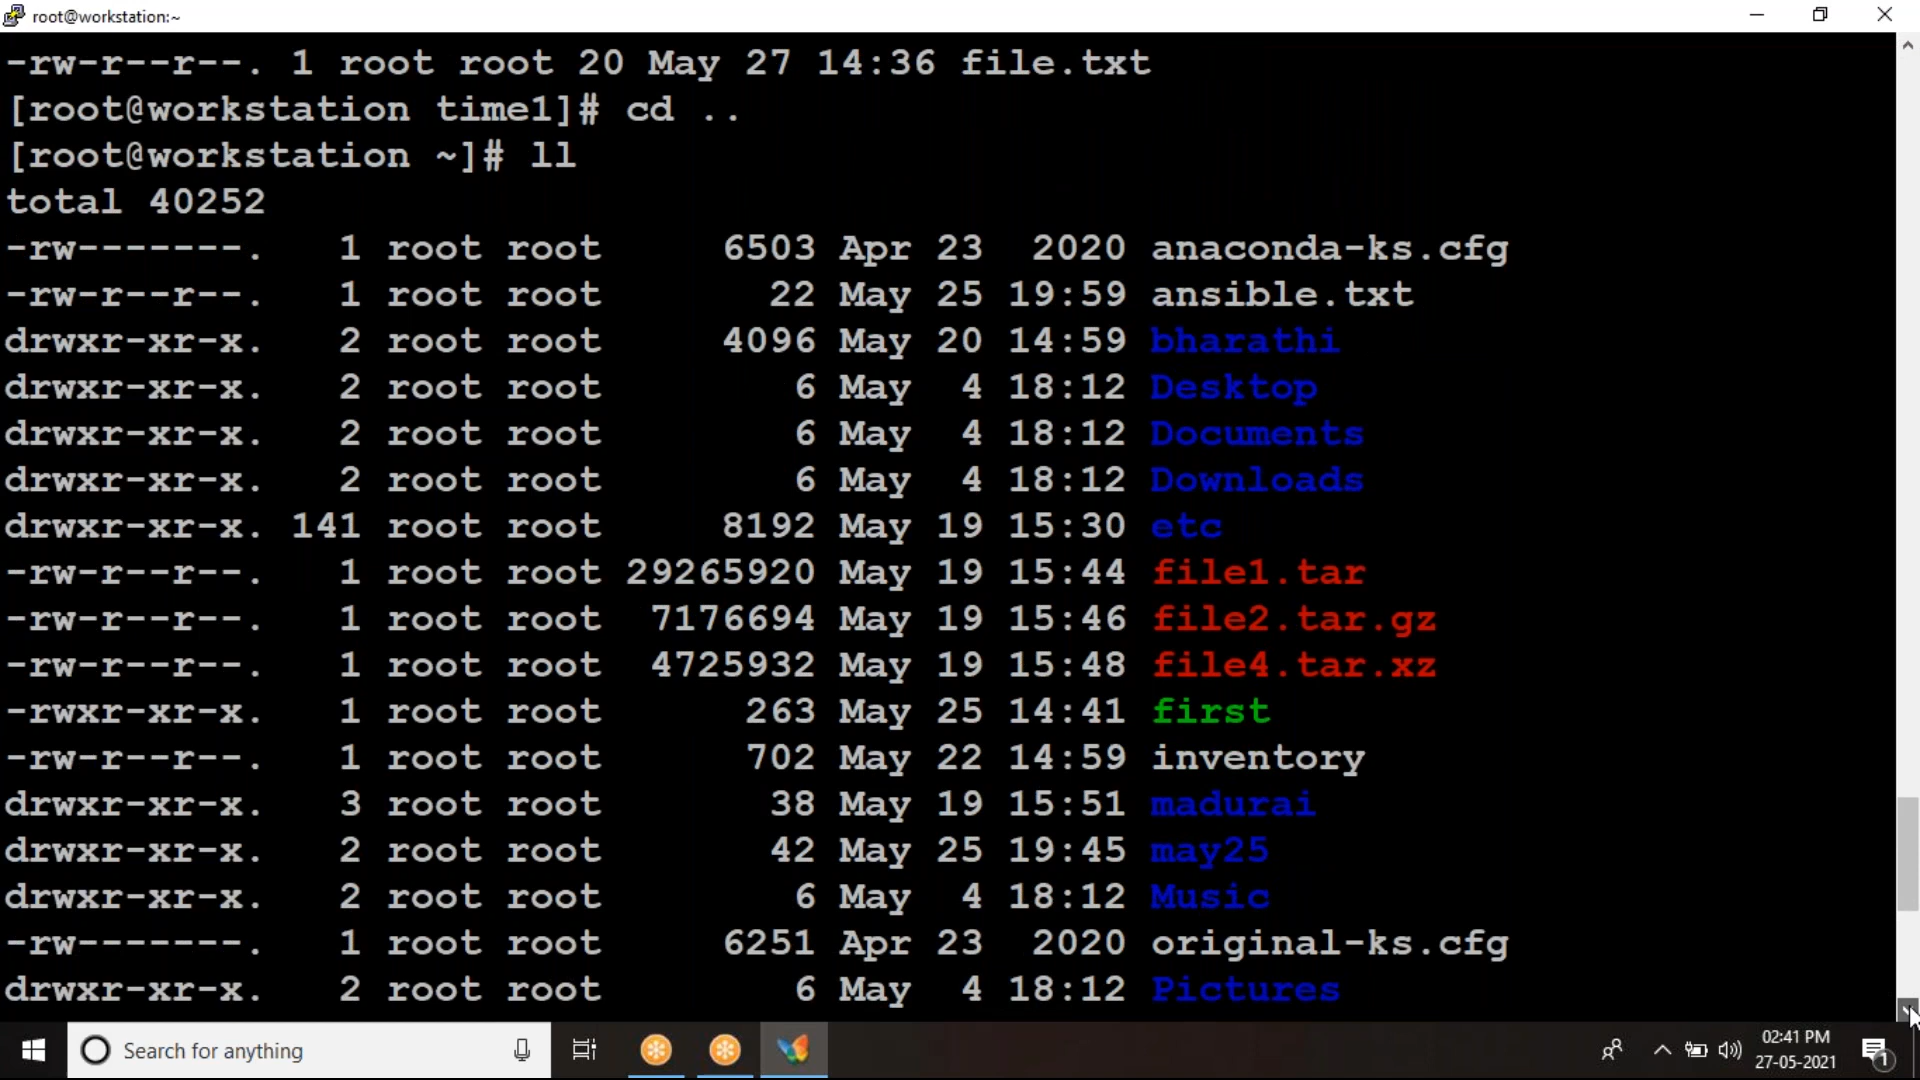 root@workstation:~
-rw-r--r--. 1 root root 20 May 27 14:36 file.txt
[root@workstation time1]# cd ..
[root@workstation ~]# ll
total 40252
-rw-------.   1 root root     6503 Apr 23  2020 anaconda-ks.cfg
-rw-r--r--.   1 root root       22 May 25 19:59 ansible.txt
drwxr-xr-x.   2 root root     4096 May 20 14:59 bharathi
drwxr-xr-x.   2 root root        6 May  4 18:12 Desktop
drwxr-xr-x.   2 root root        6 May  4 18:12 Documents
drwxr-xr-x.   2 root root        6 May  4 18:12 Downloads
drwxr-xr-x. 141 root root     8192 May 19 15:30 etc
-rw-r--r--.   1 root root 29265920 May 19 15:44 file1.tar
-rw-r--r--.   1 root root  7176694 May 19 15:46 file2.tar.gz
-rw-r--r--.   1 root root  4725932 May 19 15:48 file4.tar.xz
-rwxr-xr-x.   1 root root      263 May 25 14:41 first
-rw-r--r--.   1 root root      702 May 22 14:59 inventory
drwxr-xr-x.   3 root root       38 May 19 15:51 madurai
drwxr-xr-x.   2 root root       42 May 25 19:45 may25
drwxr-xr-x.   2 root root        6 May  4 18:12 Music
-rw-------.   1 root root     6251 Apr 23  2020 original-ks.cfg
drwxr-xr-x.   2 root root        6 May  4 18:12 Pictures
Search for anything
02:41 PM
27-05-2021
1